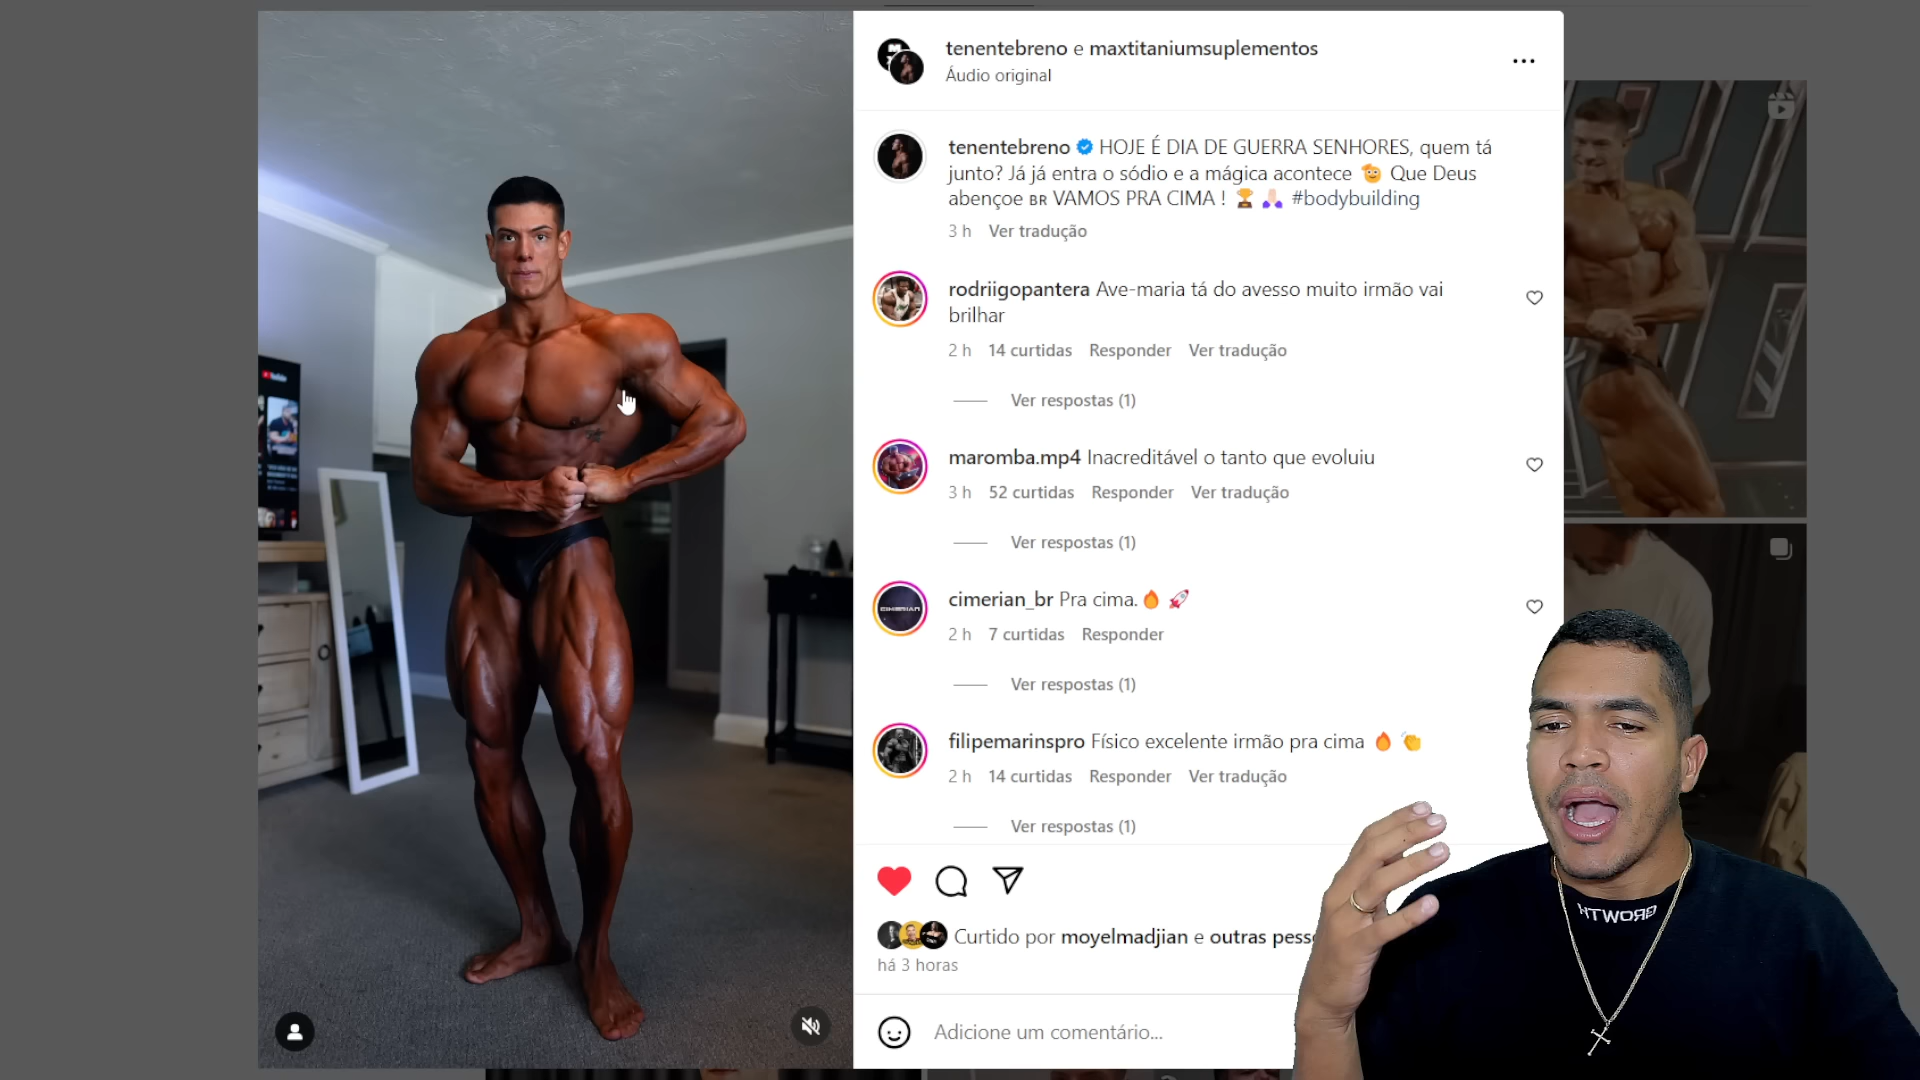 tenentebreno e maxtitaniumsuplementos
Áudio original
tenentebreno HOJE É DIA DE GUERRA SENHORES, quem tá
junto? Já já entra o sódio e a mágica acontece 🫡 Que Deus
abençoe BR VAMOS PRA CIMA ! 🏆 🙏🏻 #bodybuilding
3 h Ver tradução
rodriigopantera Ave-maria tá do avesso muito irmão vai
brilhar
2 h 14 curtidas Responder Ver tradução
Ver respostas (1)
maromba.mp4 Inacreditável o tanto que evoluiu
3 h 52 curtidas Responder Ver tradução
Ver respostas (1)
CIMERIAN
cimerian_br Pra cima. 🔥 🚀
2 h 7 curtidas Responder
Ver respostas (1)
filipemarinspro Físico excelente irmão pra cima 🔥 👏
2 h 14 curtidas Responder Ver tradução
Ver respostas (1)
Curtido por moyelmadjian e outras
há 3 horas
Adicione um comentário...
GROWTH
YouTube